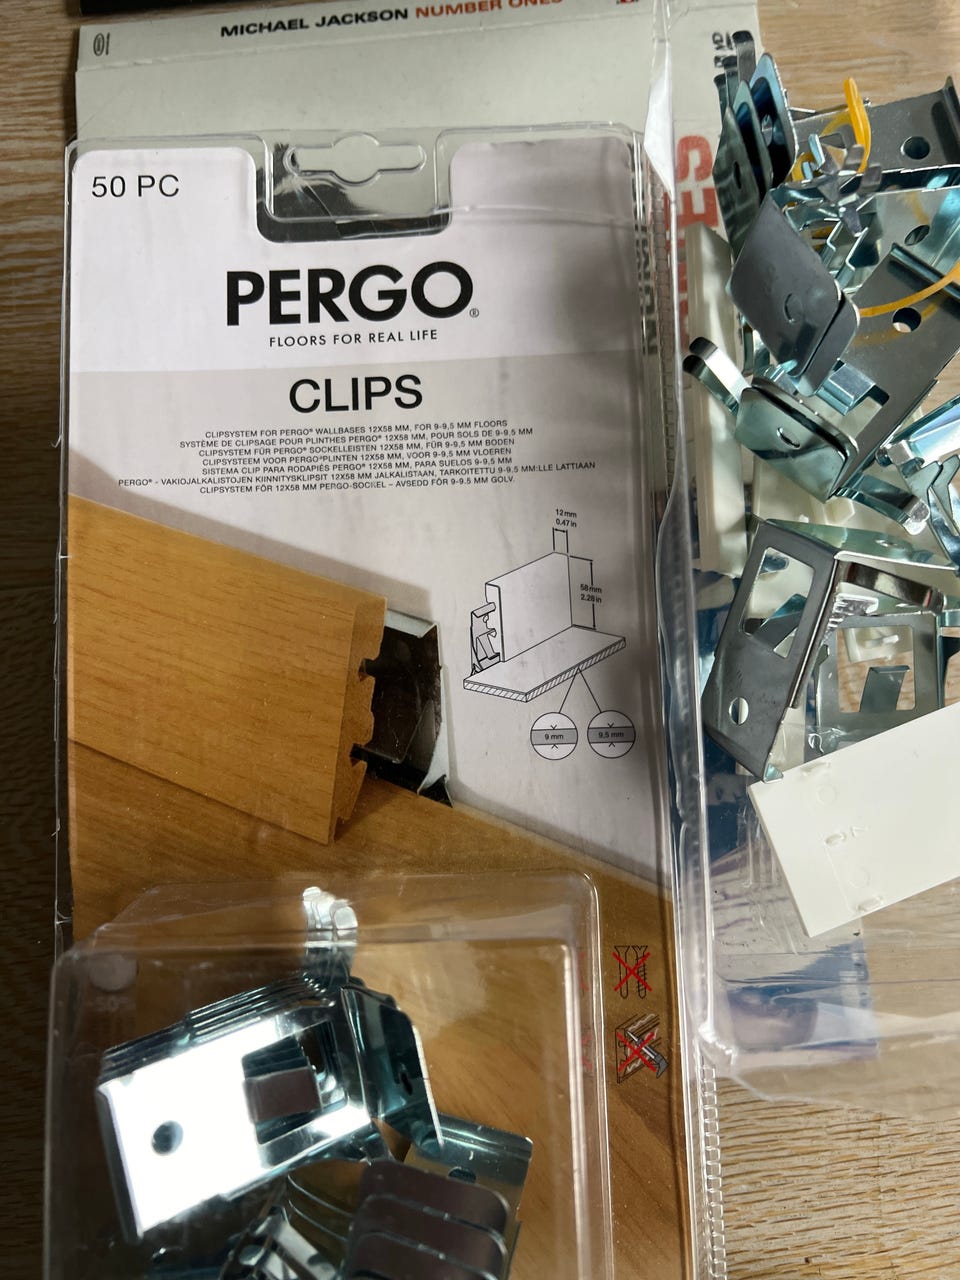 MICHAEL JACKSON NUMBER ONES
50 PC
PERGO®
FLOORS FOR REAL LIFE
CLIPS
CLIPSYSTEM FOR PERGO® WALLBASES 12X58 MM, FOR 9-9,5 MM FLOORS
SYSTÈME DE CLIPSAGE POUR PLINTHES PERGO® 12X58 MM, POUR SOLS DE 9-9.5 MM
CLIPSYSTEM FÜR PERGO® SOCKELLEISTEN 12X58 MM, FÜR 9-9,5 MM BODEN
CLIPSYSTEEM VOOR PERGO®PLINTEN 12X58 MM, VOOR 9-9,5 MM VLOEREN
SISTEMA CLIP PARA RODAPIÉS PERGO® 12X58 MM, PARA SUELOS 9-9,5 MM
PERGO® - VAKIOJALKALISTOJEN KIINNITYSKLIPSIT 12X58 MM JALKALISTAAN, TARKOITETTU 9-9,5 MM:LLE LATTIAAN
CLIPSYSTEM FÖR 12X58 MM PERGO-SOCKEL – AVSEDD FÖR 9-9.5 MM GOLV.
12mm
0.47in
58mm
2.28in
9 mm
9,5 mm